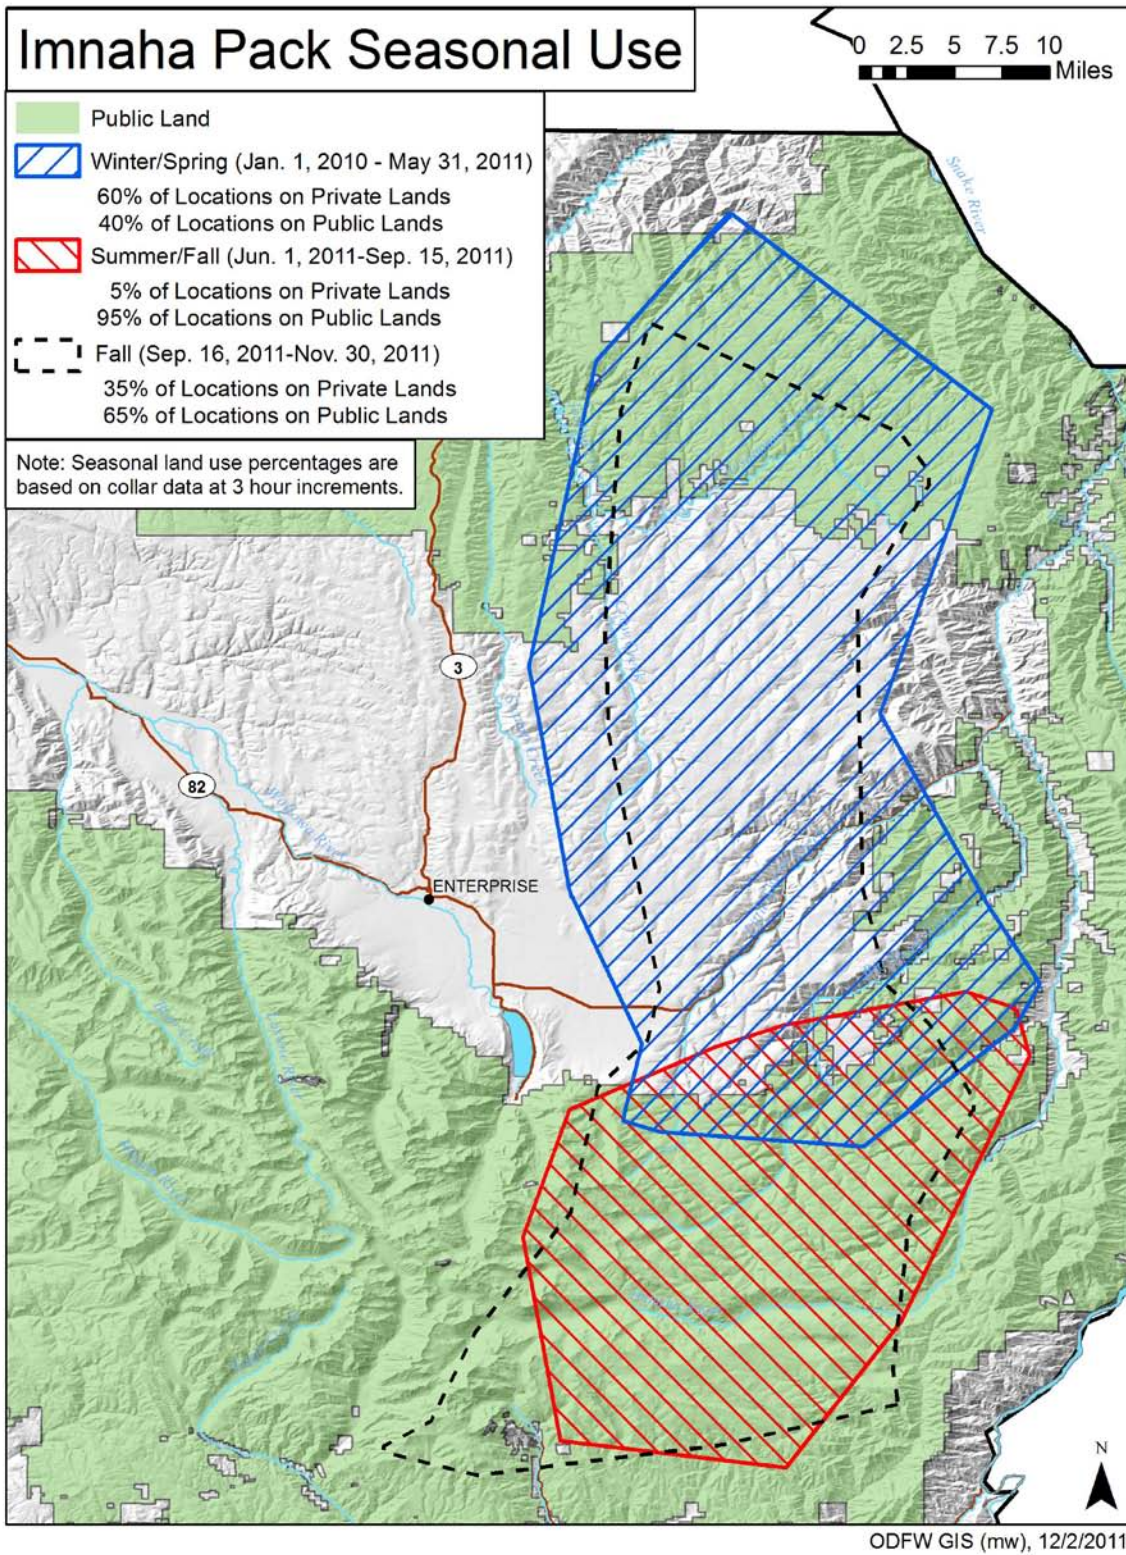 Imnaha Pack Seasonal Use
0 2.5 5 7.5 10
Miles
Public Land
Winter/Spring (Jan. 1, 2010 - May 31, 2011)
60% of Locations on Private Lands
40% of Locations on Public Lands
Summer/Fall (Jun. 1, 2011-Sep. 15, 2011)
5% of Locations on Private Lands
95% of Locations on Public Lands
Fall (Sep. 16, 2011-Nov. 30, 2011)
35% of Locations on Private Lands
65% of Locations on Public Lands
Note: Seasonal land use percentages are
based on collar data at 3 hour increments.
Snake River
3
82
Wallowa River
ENTERPRISE
N
ODFW GIS (mw), 12/2/2011